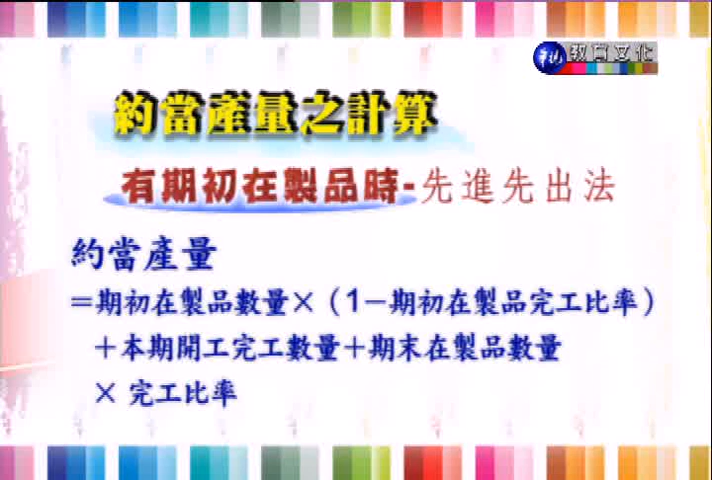 華視 教育文化
約當產量之計算
有期初在製品時-先進先出法
約當產量
=期初在製品數量×(1-期初在製品完工比率)
+本期開工完工數量+期末在製品數量
× 完工比率